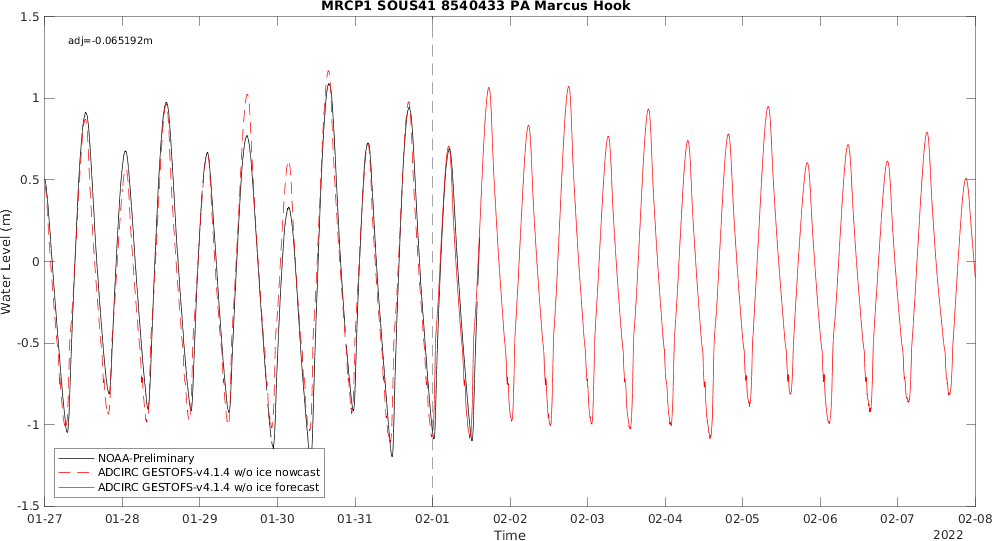 MRCP1 SOUS41 8540433 PA Marcus Hook
adj=-0.065192m
1.5
1
0.5
0
-0.5
-1
-1.5
Water Level (m)
NOAA-Preliminary
ADCIRC GESTOFS-v4.1.4 w/o ice nowcast
ADCIRC GESTOFS-v4.1.4 w/o ice forecast
01-27 01-28 01-29 01-30 01-31 02-01 02-02 02-03 02-04 02-05 02-06 02-07 02-08
Time
2022